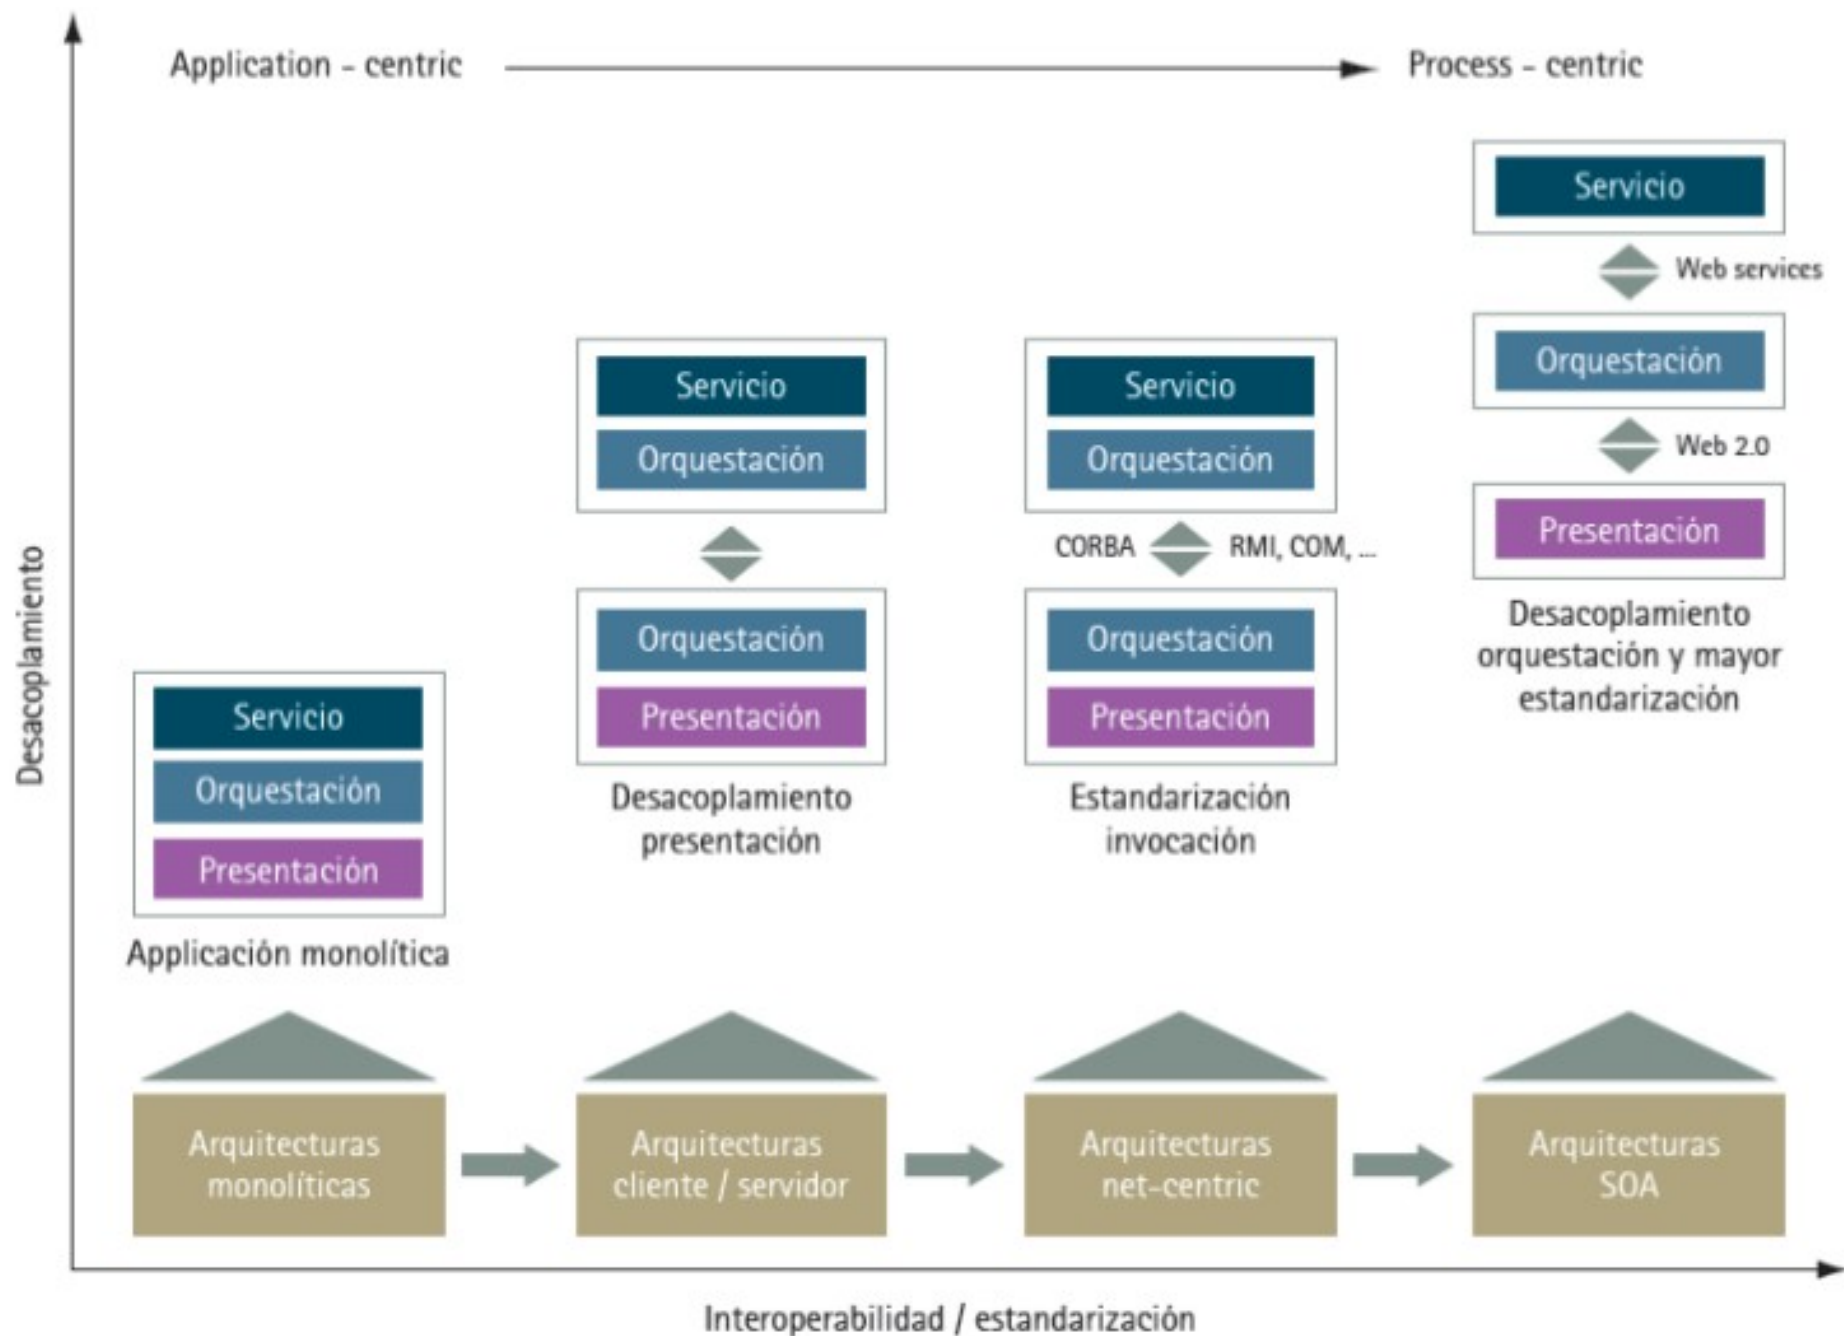 Application - centric
Process - centric
Desacoplamiento
Servicio
Orquestación
Presentación
Applicación monolítica
Servicio
Orquestación
Orquestación
Presentación
Desacoplamiento
presentación
Servicio
Orquestación
CORBA
RMI, COM, ...
Orquestación
Presentación
Estandarización
invocación
Servicio
Web services
Orquestación
Web 2.0
Presentación
Desacoplamiento
orquestación y mayor
estandarización
Arquitecturas
monolíticas
Arquitecturas
cliente / servidor
Arquitecturas
net-centric
Arquitecturas
SOA
Interoperabilidad / estandarización